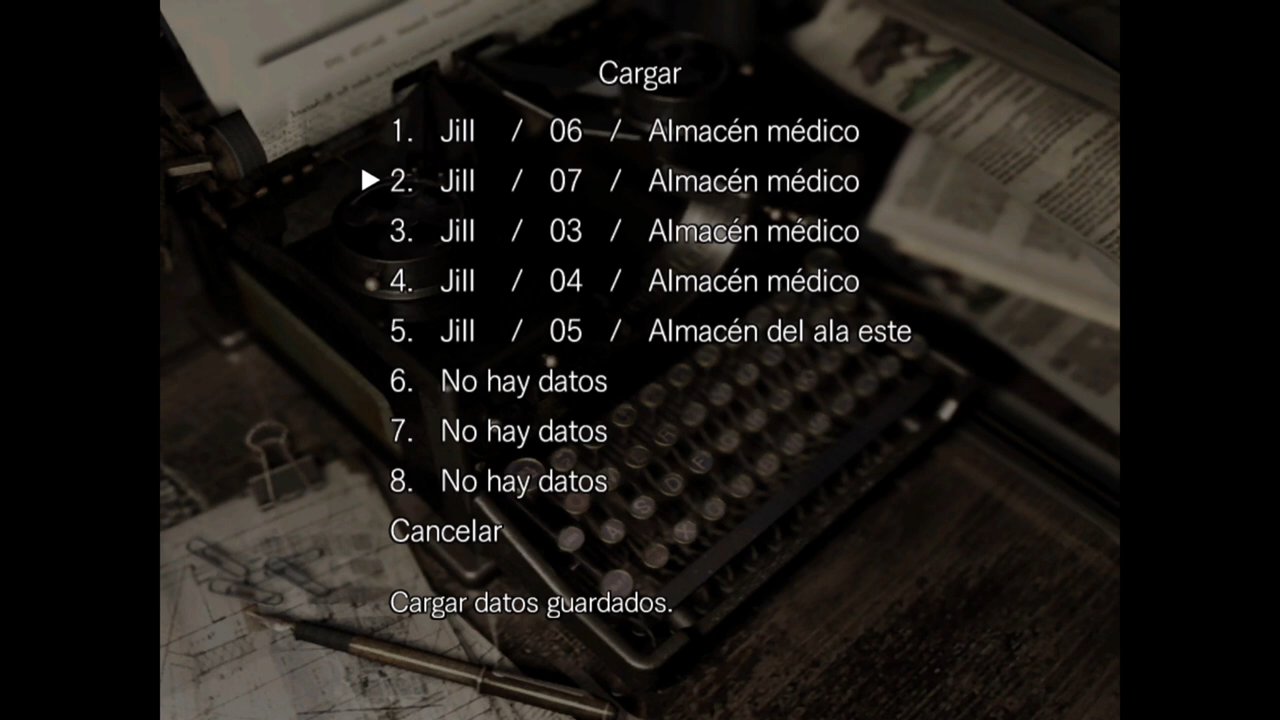 Cargar
1. Jill / 06 / Almacén médico
2. Jill / 07 / Almacén médico
3. Jill / 03 / Almacén médico
4. Jill / 04 / Almacén médico
5. Jill / 05 / Almacén del ala este
6. No hay datos
7. No hay datos
8. No hay datos
Cancelar
Cargar datos guardados.